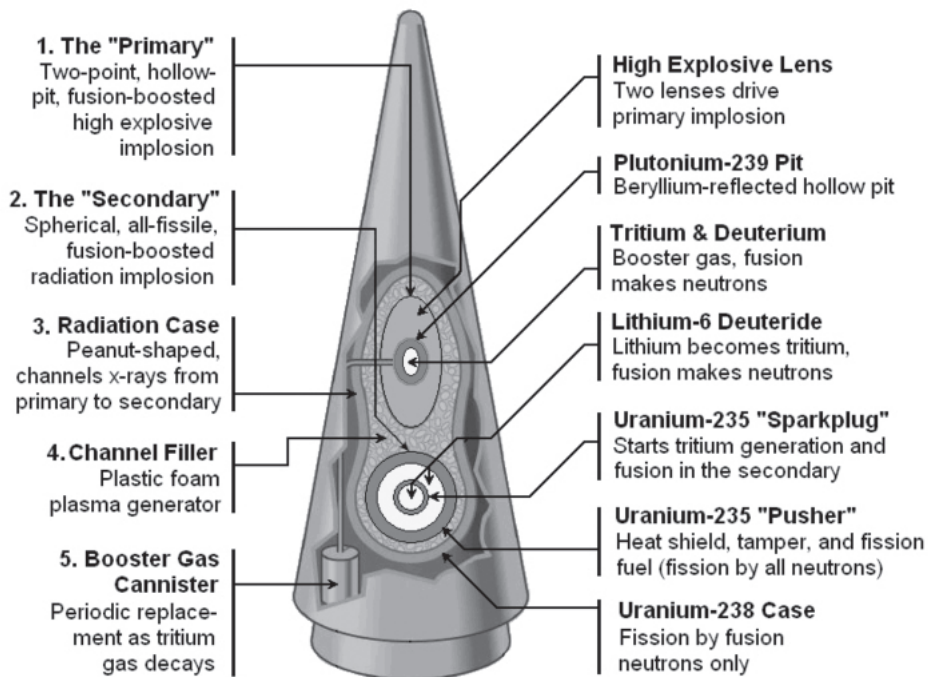 1. The "Primary"
Two-point, hollow-
pit, fusion-boosted
high explosive
implosion
2. The "Secondary"
Spherical, all-fissile,
fusion-boosted
radiation implosion
3. Radiation Case
Peanut-shaped,
channels x-rays from
primary to secondary
4. Channel Filler
Plastic foam
plasma generator
5. Booster Gas
Cannister
Periodic replace-
ment as tritium
gas decays
High Explosive Lens
Two lenses drive
primary implosion
Plutonium-239 Pit
Beryllium-reflected hollow pit
Tritium & Deuterium
Booster gas, fusion
makes neutrons
Lithium-6 Deuteride
Lithium becomes tritium,
fusion makes neutrons
Uranium-235 "Sparkplug"
Starts tritium generation and
fusion in the secondary
Uranium-235 "Pusher"
Heat shield, tamper, and fission
fuel (fission by all neutrons)
Uranium-238 Case
Fission by fusion
neutrons only